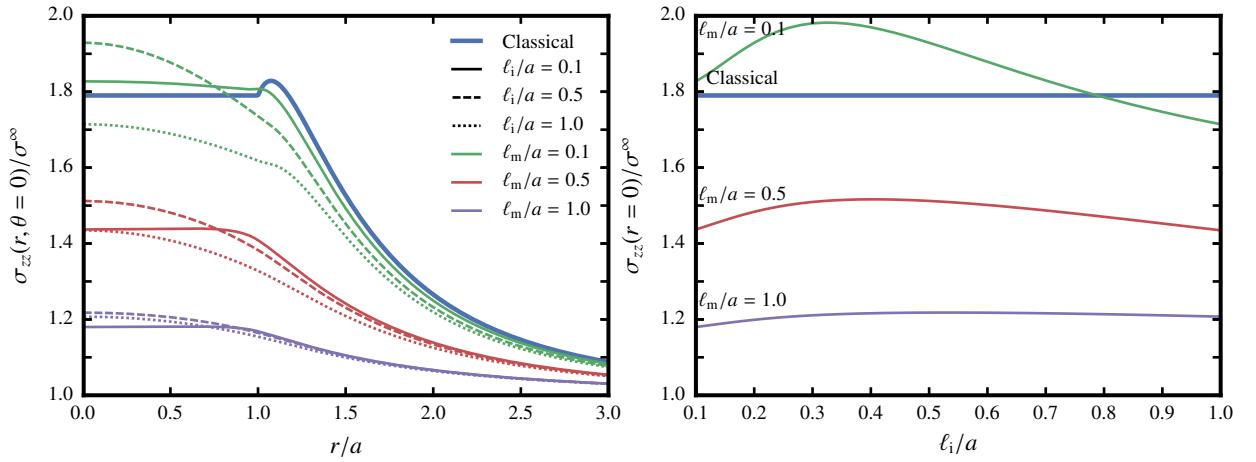 2.0
1.8
1.6
1.4
1.2
1.0
σzz(r, θ = 0)/σ∞
0.0 0.5 1.0 1.5 2.0 2.5 3.0
r/a
Classical
ℓi/a = 0.1
ℓi/a = 0.5
ℓi/a = 1.0
ℓm/a = 0.1
ℓm/a = 0.5
ℓm/a = 1.0
2.0
1.8
1.6
1.4
1.2
1.0
σzz(r = 0)/σ∞
ℓm/a = 0.1
Classical
ℓm/a = 0.5
ℓm/a = 1.0
0.1 0.2 0.3 0.4 0.5 0.6 0.7 0.8 0.9 1.0
ℓi/a